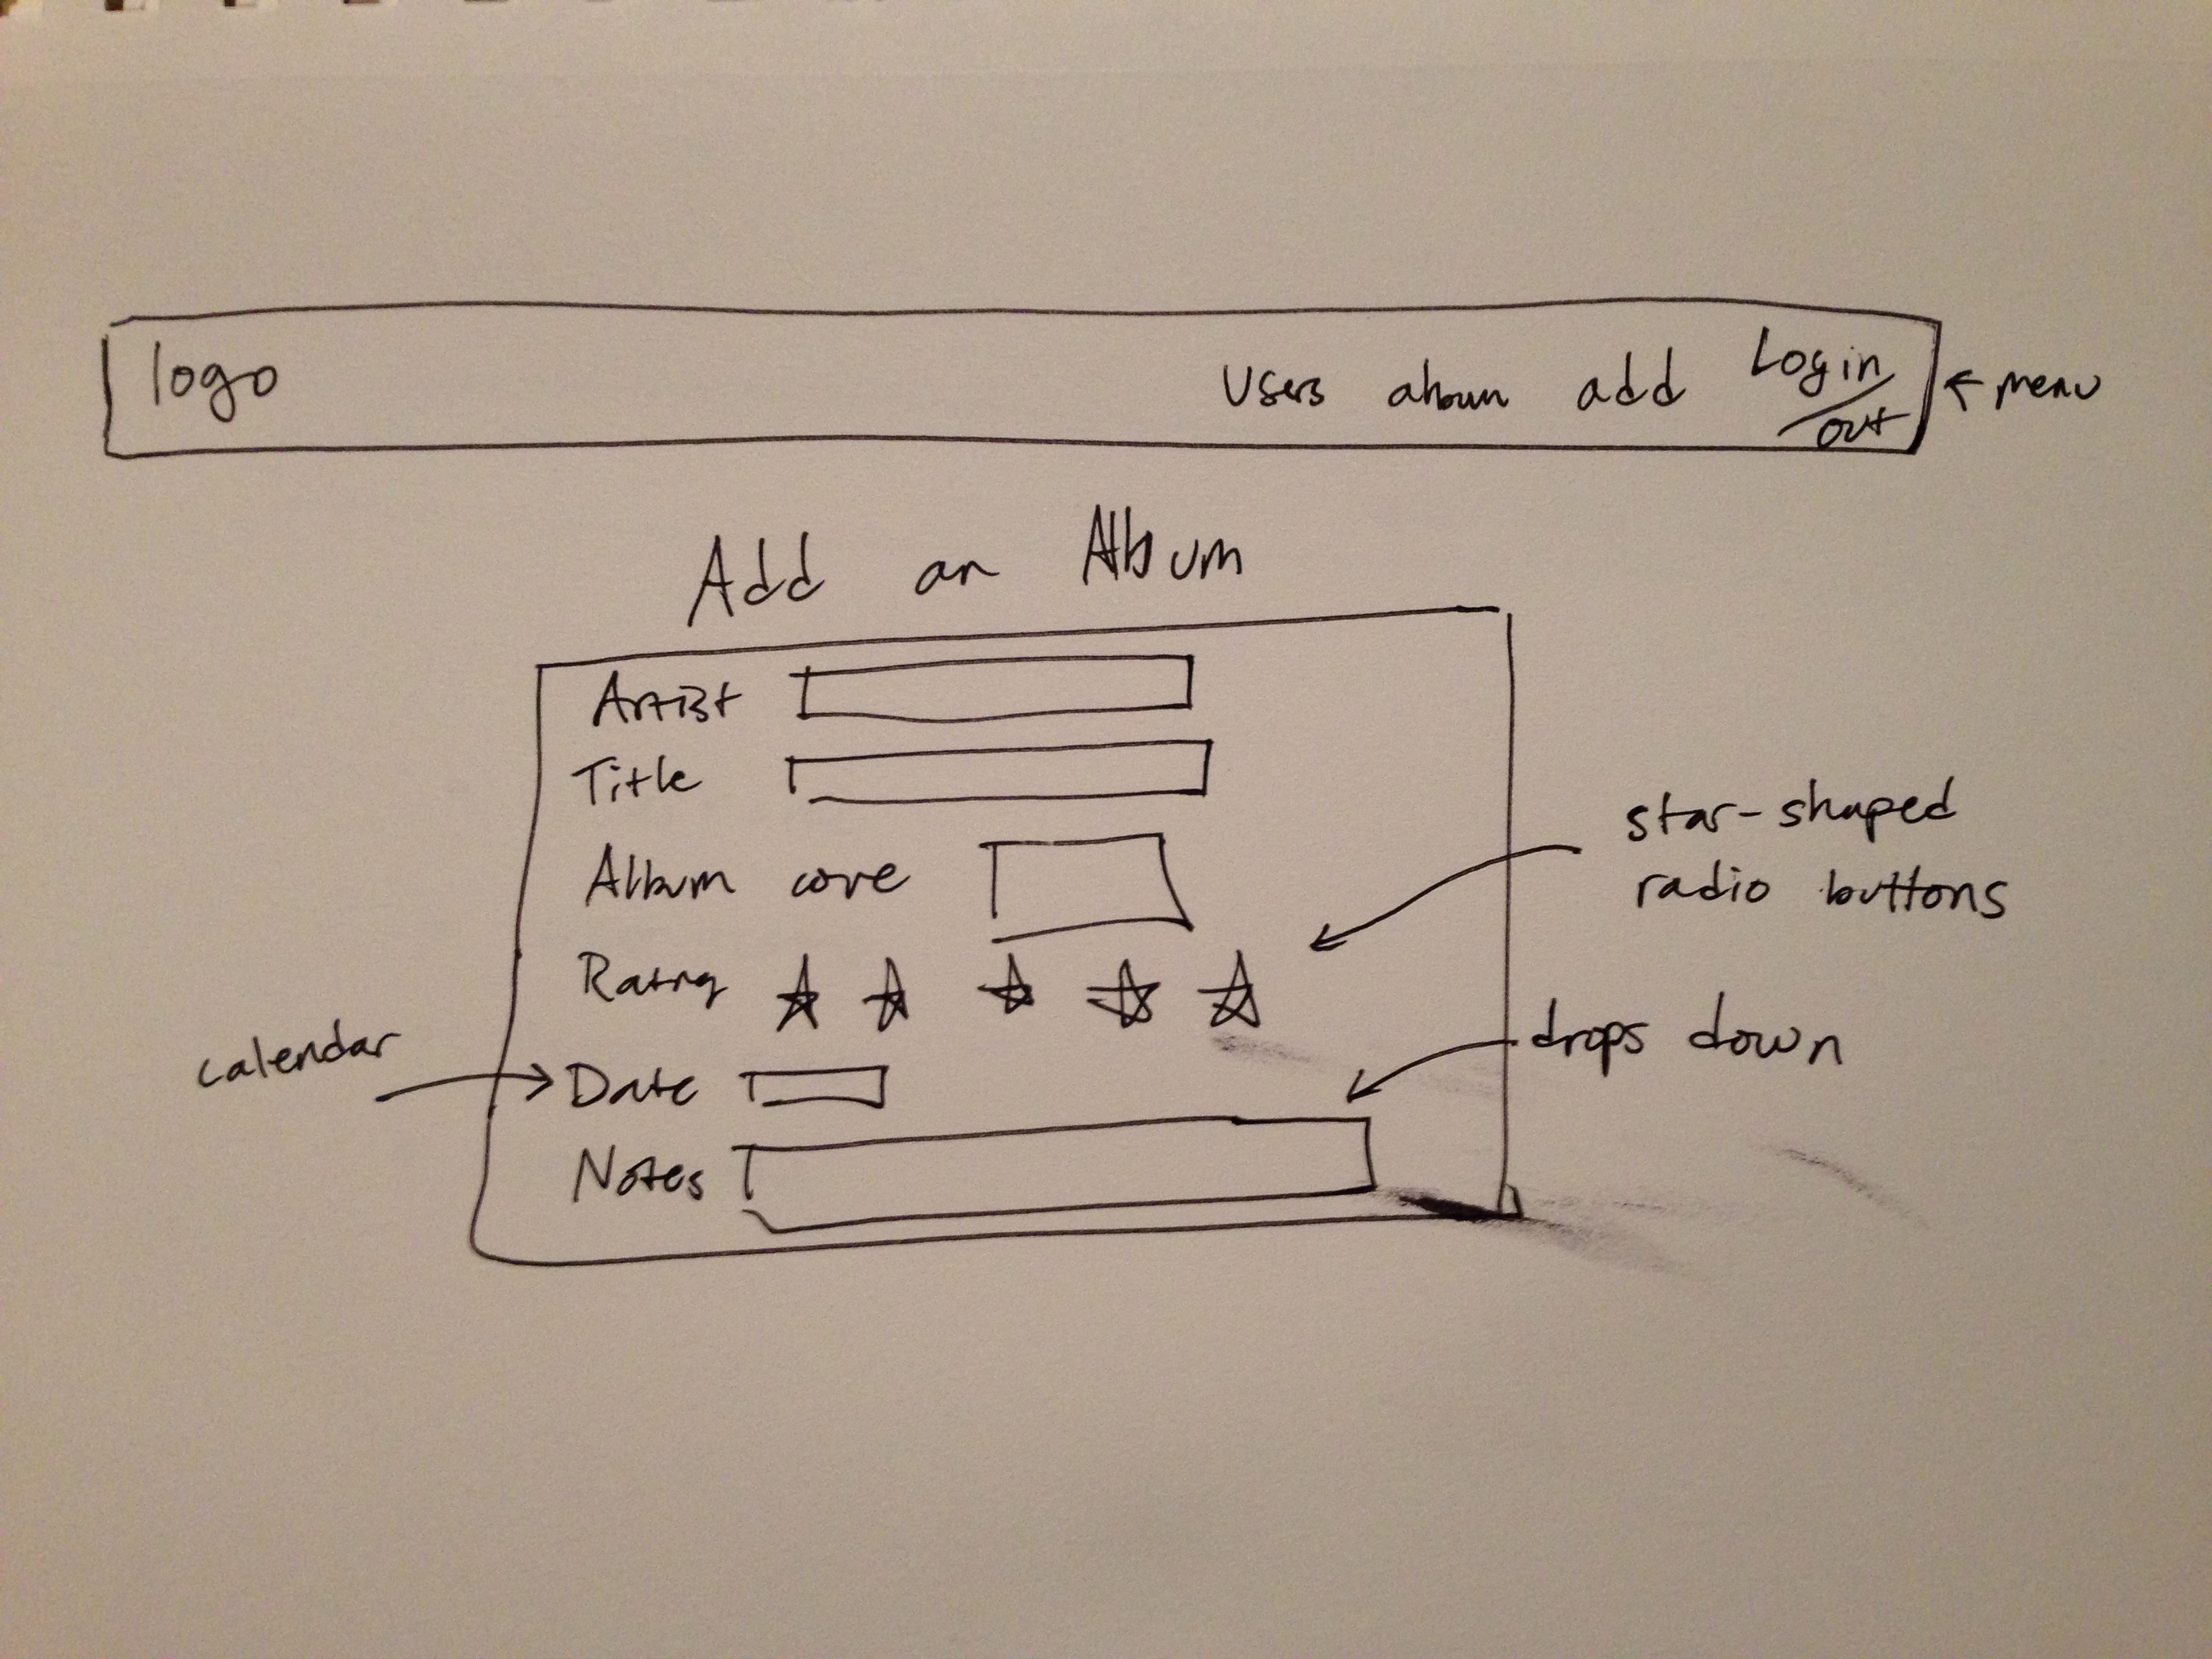 logo
Users album add Login/out
← menu
Add an Album
Artist
Title
Album cove
star-shaped
radio buttons
Rating
drops down
calendar
Date
Notes